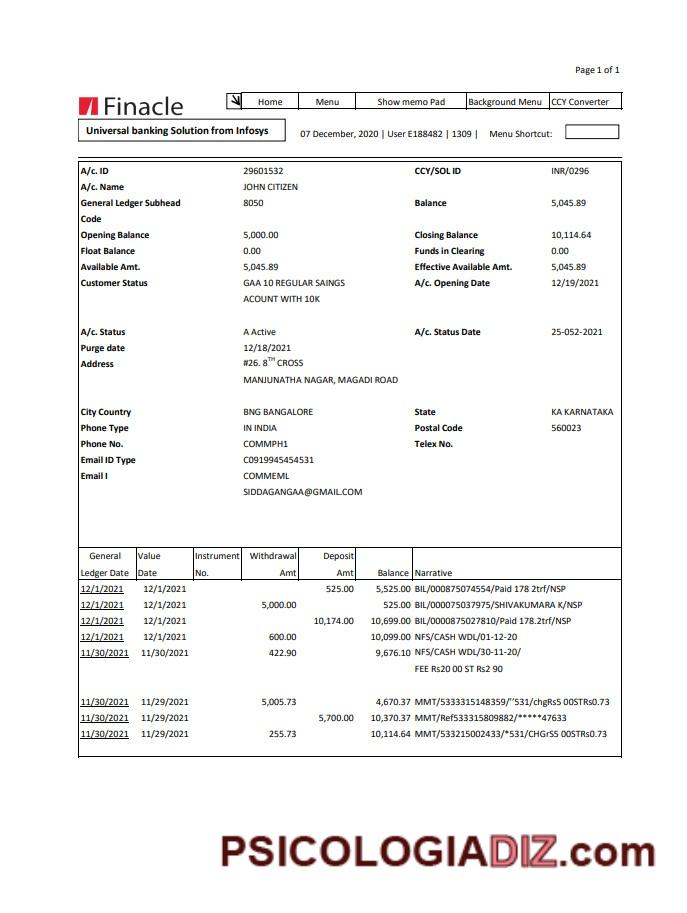 Page 1 of 1
Finacle Home Menu Show memo Pad Background Menu CCY Converter
Universal banking Solution from Infosys 07 December, 2020 | User E188482 | 1309 | Menu Shortcut:
A/c. ID 29601532 CCY/SOL ID INR/0296
A/c. Name JOHN CITIZEN
General Ledger Subhead 8050 Balance 5,045.89
Code
Opening Balance 5,000.00 Closing Balance 10,114.64
Float Balance 0.00 Funds in Clearing 0.00
Available Amt. 5,045.89 Effective Available Amt. 5,045.89
Customer Status GAA 10 REGULAR SAINGS A/c. Opening Date 12/19/2021
ACOUNT WITH 10K
A/c. Status A Active A/c. Status Date 25-052-2021
Purge date 12/18/2021
Address #26. 8TH CROSS
MANJUNATHA NAGAR, MAGADI ROAD
City Country BNG BANGALORE State KA KARNATAKA
Phone Type IN INDIA Postal Code 560023
Phone No. COMMPH1 Telex No.
Email ID Type C0919945454531
Email I COMMEML
SIDDAGANGAA@GMAIL.COM
General Value Instrument Withdrawal Deposit
Ledger Date Date No. Amt Amt Balance Narrative
12/1/2021 12/1/2021 525.00 5,525.00 BIL/000875074554/Paid 178 2trf/NSP
12/1/2021 12/1/2021 5,000.00 525.00 BIL/000075037975/SHIVAKUMARA K/NSP
12/1/2021 12/1/2021 10,174.00 10,699.00 BIL/0000875027810/Paid 178.2trf/NSP
12/1/2021 12/1/2021 600.00 10,099.00 NFS/CASH WDL/01-12-20
11/30/2021 11/30/2021 422.90 9,676.10 NFS/CASH WDL/30-11-20/
FEE Rs20 00 ST Rs2 90
11/30/2021 11/29/2021 5,005.73 4,670.37 MMT/5333315148359/''531/chgRs5 00STRs0.73
11/30/2021 11/29/2021 5,700.00 10,370.37 MMT/Ref533315809882/*****47633
11/30/2021 11/29/2021 255.73 10,114.64 MMT/533215002433/*531/CHGrS5 00STRs0.73
PSICOLOGIADIZ.com